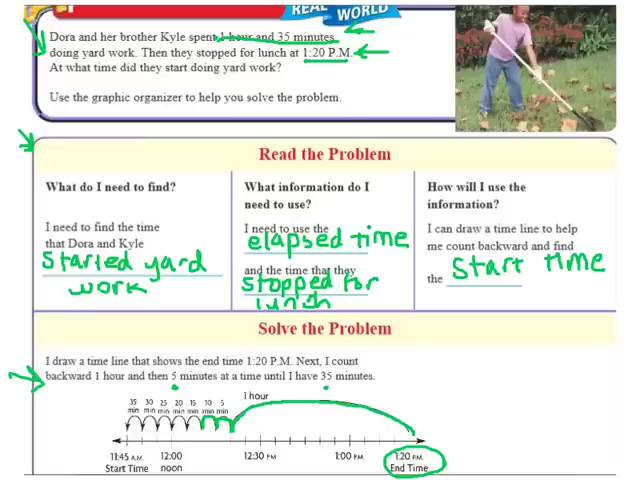 REAL
WORLD
Dora and her brother Kyle spent 1 hour and 35 minutes
doing yard work. Then they stopped for lunch at 1:20 P.M.
At what time did they start doing yard work?
Use the graphic organizer to help you solve the problem.
Read the Problem
What do I need to find?
I need to find the time
that Dora and Kyle
started yard
work
What information do I
need to use?
I need to use the
elapsed time
and the time that they
stopped for
lunch
How will I use the
information?
I can draw a time line to help
me count backward and find
the start time
Solve the Problem
I draw a time line that shows the end time 1:20 P.M. Next, I count
backward 1 hour and then 5 minutes at a time until I have 35 minutes.
1 hour
35 30 25 20 15 10 5
min min min min min min min
11:45 A.M. 12:00 12:30 PM 1:00 P.M. 1:20 P.M.
Start Time noon End Time